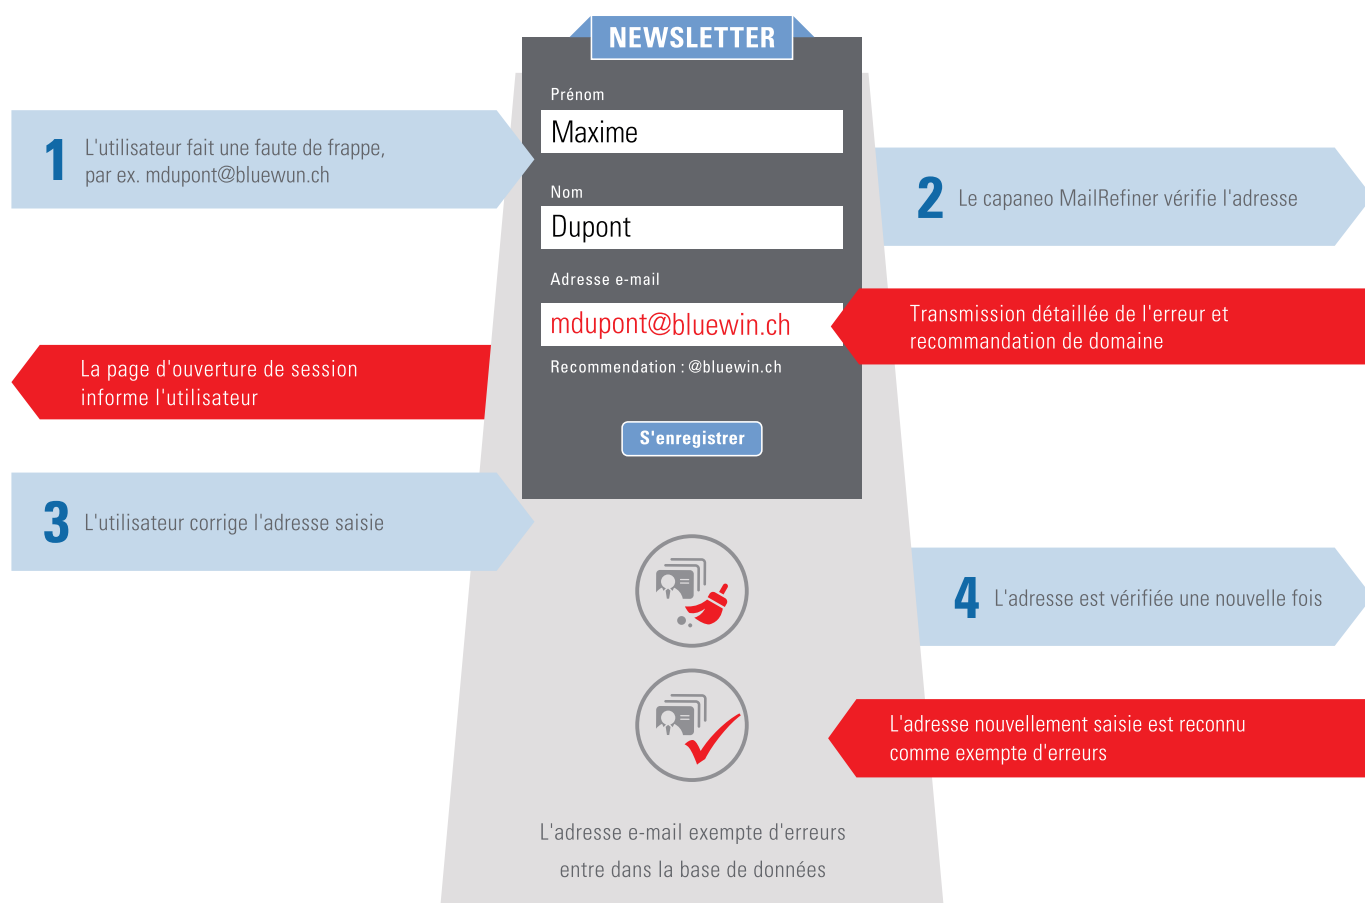 NEWSLETTER
Prénom
Maxime
1
L'utilisateur fait une faute de frappe,
par ex. mdupont@bluewun.ch
Nom
Dupont
2
Le capaneo MailRefiner vérifie l'adresse
Adresse e-mail
mdupont@bluewin.ch
Transmission détaillée de l'erreur et
recommandation de domaine
Recommendation : @bluewin.ch
La page d'ouverture de session
informe l'utilisateur
S'enregistrer
3
L'utilisateur corrige l'adresse saisie
4
L'adresse est vérifiée une nouvelle fois
L'adresse nouvellement saisie est reconnu
comme exempte d'erreurs
L'adresse e-mail exempte d'erreurs
entre dans la base de données